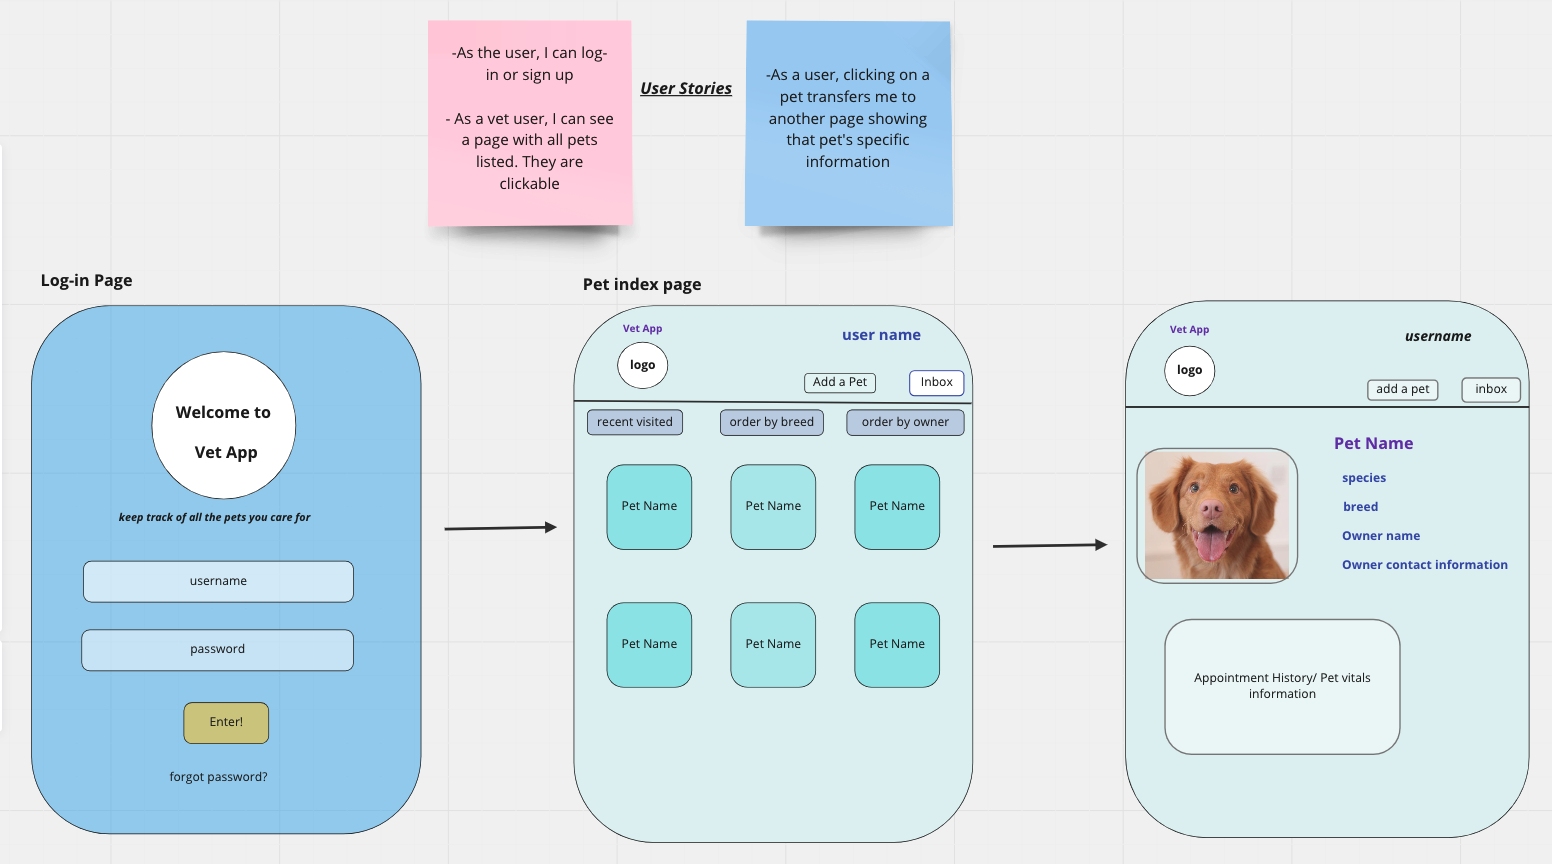 -As the user, I can log-
in or sign up
- As a vet user, I can see
a page with all pets
listed. They are
clickable
User Stories
-As a user, clicking on a
pet transfers me to
another page showing
that pet's specific
information
Log-in Page
Welcome to
Vet App
keep track of all the pets you care for
username
password
Enter!
forgot password?
Pet index page
Vet App
logo
user name
Add a Pet
Inbox
recent visited
order by breed
order by owner
Pet Name
Pet Name
Pet Name
Pet Name
Pet Name
Pet Name
Vet App
logo
username
add a pet
inbox
Pet Name
species
breed
Owner name
Owner contact information
Appointment History/ Pet vitals
information